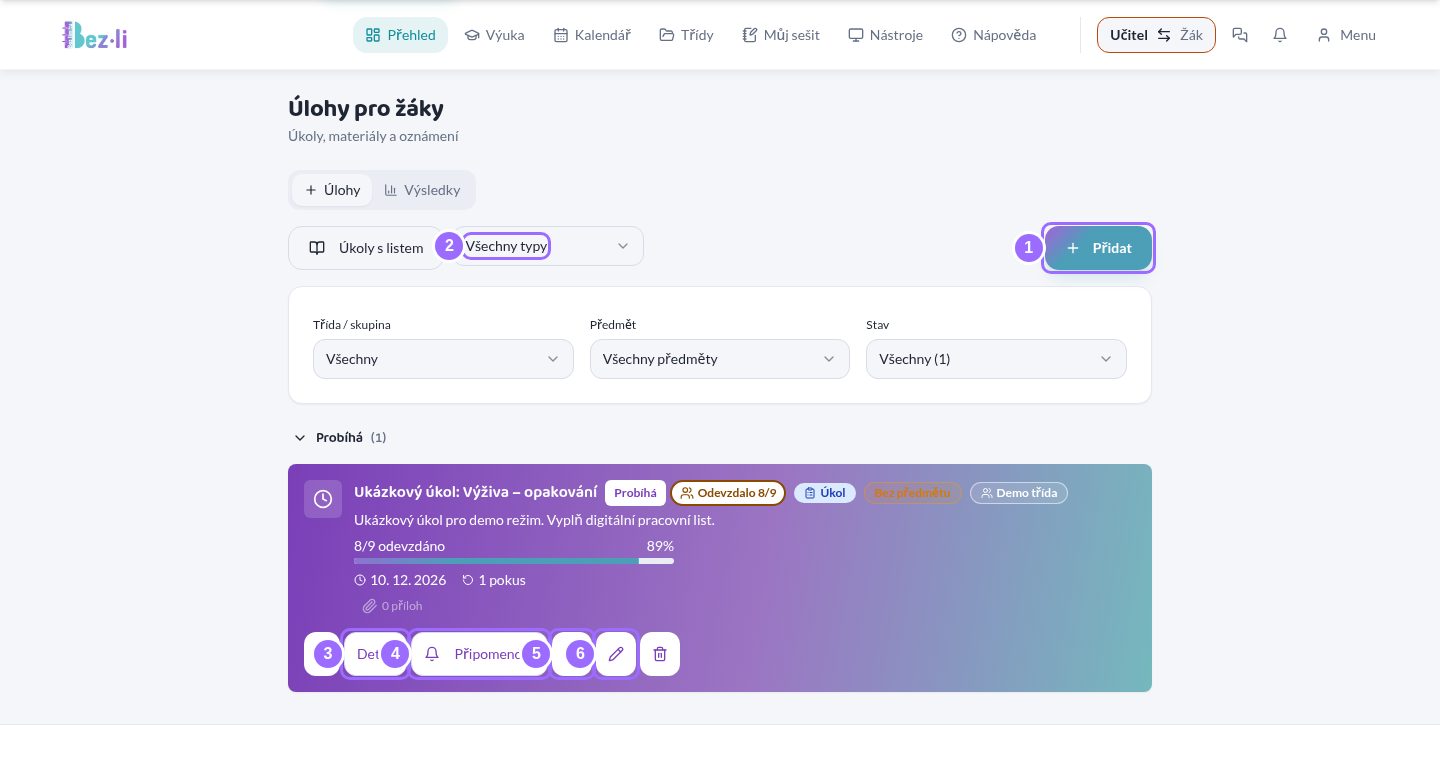 Bez·li
Přehled
Výuka
Kalendář
Třídy
Můj sešit
Nástroje
Nápověda
Učitel Žák
Menu
Úlohy pro žáky
Úkoly, materiály a oznámení
Úlohy
Výsledky
Úkoly s listem
2
Všechny typy
1
Přidat
Třída / skupina
Předmět
Stav
Všechny
Všechny předměty
Všechny (1)
Probíhá (1)
Ukázkový úkol: Výživa – opakování
Probíhá
Odevzdalo 8/9
Úkol
Bez předmětu
Demo třída
Ukázkový úkol pro demo režim. Vyplň digitální pracovní list.
8/9 odevzdáno
89%
10. 12. 2026
1 pokus
0 příloh
3
4
5
6